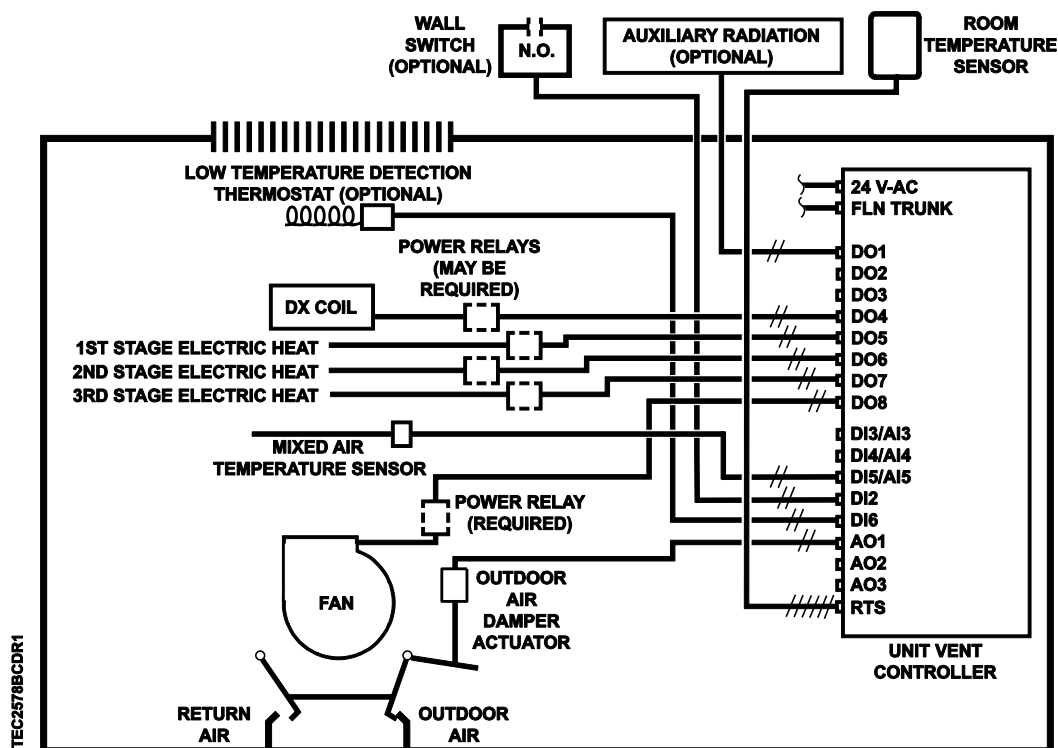 WALL
SWITCH
(OPTIONAL)
N.O.
AUXILIARY RADIATION
(OPTIONAL)
ROOM
TEMPERATURE
SENSOR
LOW TEMPERATURE DETECTION
THERMOSTAT (OPTIONAL)
POWER RELAYS
(MAY BE
REQUIRED)
DX COIL
1ST STAGE ELECTRIC HEAT
2ND STAGE ELECTRIC HEAT
3RD STAGE ELECTRIC HEAT
MIXED AIR
TEMPERATURE SENSOR
POWER RELAY
(REQUIRED)
FAN
OUTDOOR
AIR
DAMPER
ACTUATOR
RETURN
AIR
OUTDOOR
AIR
24 V-AC
FLN TRUNK
DO1
DO2
DO3
DO4
DO5
DO6
DO7
DO8
DI3/AI3
DI4/AI4
DI5/AI5
DI2
DI6
AO1
AO2
AO3
RTS
UNIT VENT
CONTROLLER
TEC2578BCDR1